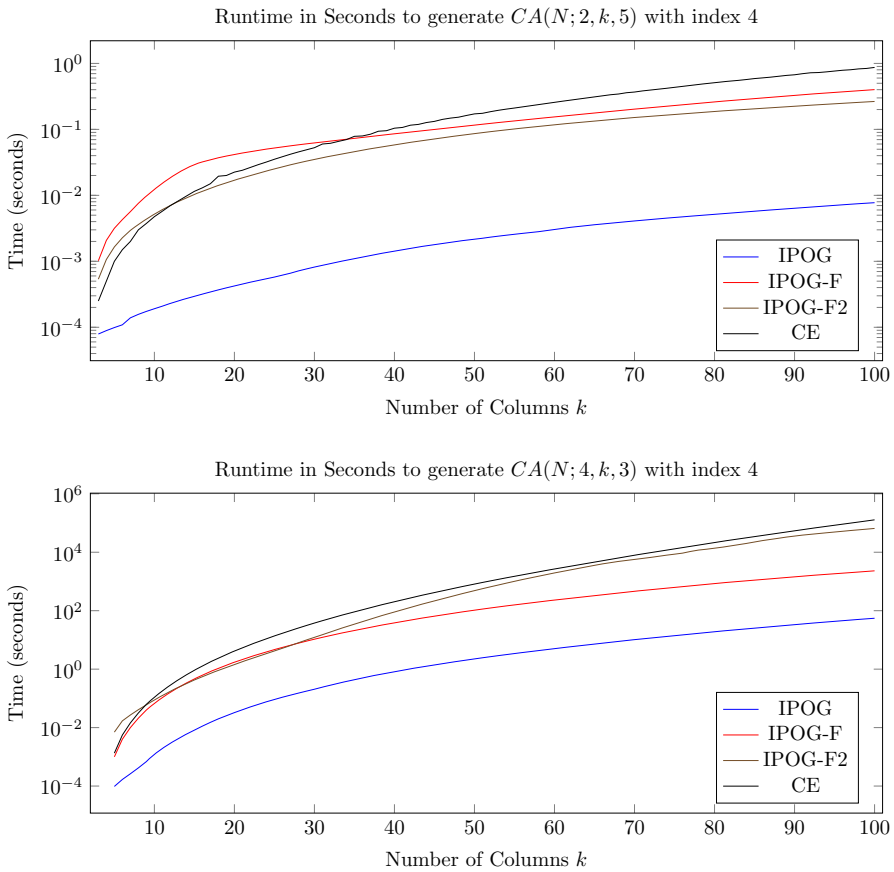 Runtime in Seconds to generate CA(N; 2, k, 5) with index 4
Time (seconds)
10^0
10^-1
10^-2
10^-3
10^-4
IPOG
IPOG-F
IPOG-F2
CE
10 20 30 40 50 60 70 80 90 100
Number of Columns k
Runtime in Seconds to generate CA(N; 4, k, 3) with index 4
Time (seconds)
10^6
10^4
10^2
10^0
10^-2
10^-4
IPOG
IPOG-F
IPOG-F2
CE
10 20 30 40 50 60 70 80 90 100
Number of Columns k